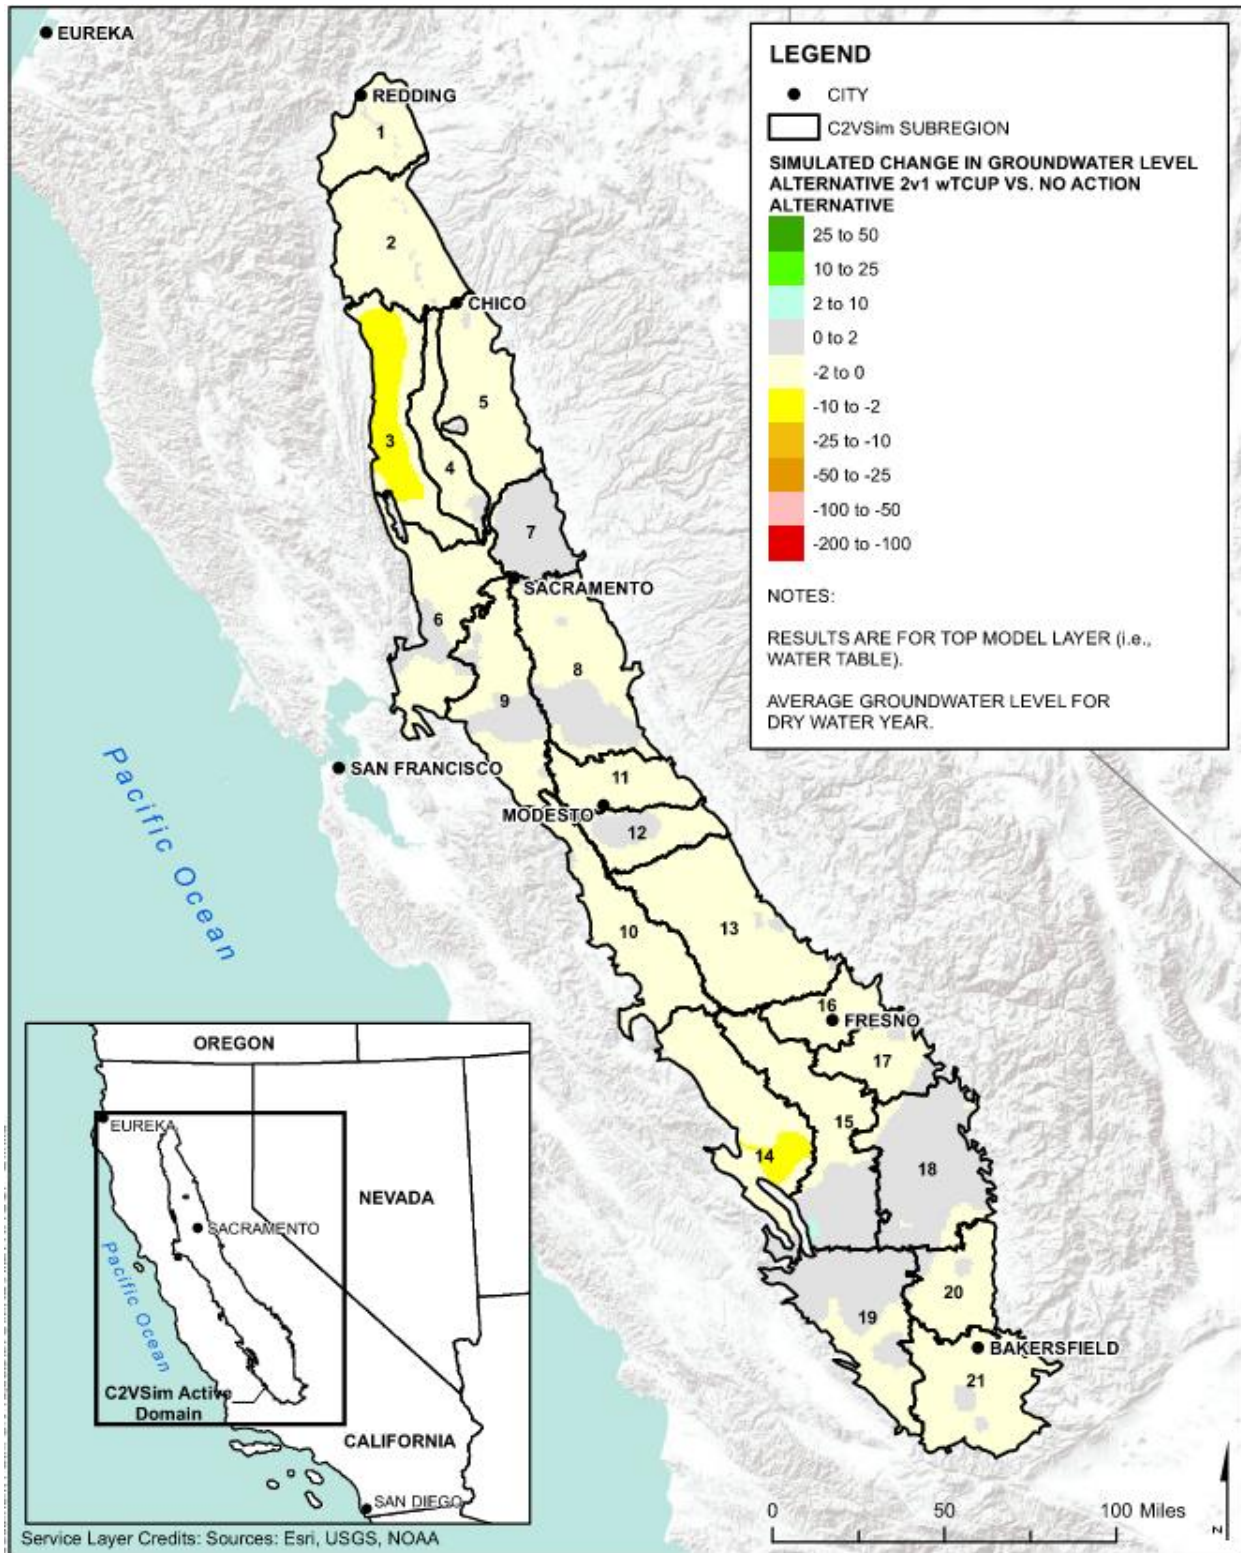 EUREKA
REDDING
1
2
CHICO
3
5
4
7
SACRAMENTO
6
8
9
SAN FRANCISCO
11
MODESTO
12
10
13
16
FRESNO
17
15
14
18
19
20
BAKERSFIELD
21
Pacific Ocean
LEGEND
CITY
C2VSim SUBREGION
SIMULATED CHANGE IN GROUNDWATER LEVEL
ALTERNATIVE 2v1 wTCUP VS. NO ACTION
ALTERNATIVE
25 to 50
10 to 25
2 to 10
0 to 2
-2 to 0
-10 to -2
-25 to -10
-50 to -25
-100 to -50
-200 to -100
NOTES:
RESULTS ARE FOR TOP MODEL LAYER (i.e.,
WATER TABLE).
AVERAGE GROUNDWATER LEVEL FOR
DRY WATER YEAR.
OREGON
EUREKA
NEVADA
SACRAMENTO
Pacific Ocean
C2VSim Active
Domain
CALIFORNIA
SAN DIEGO
0 50 100 Miles
N
Service Layer Credits: Sources: Esri, USGS, NOAA